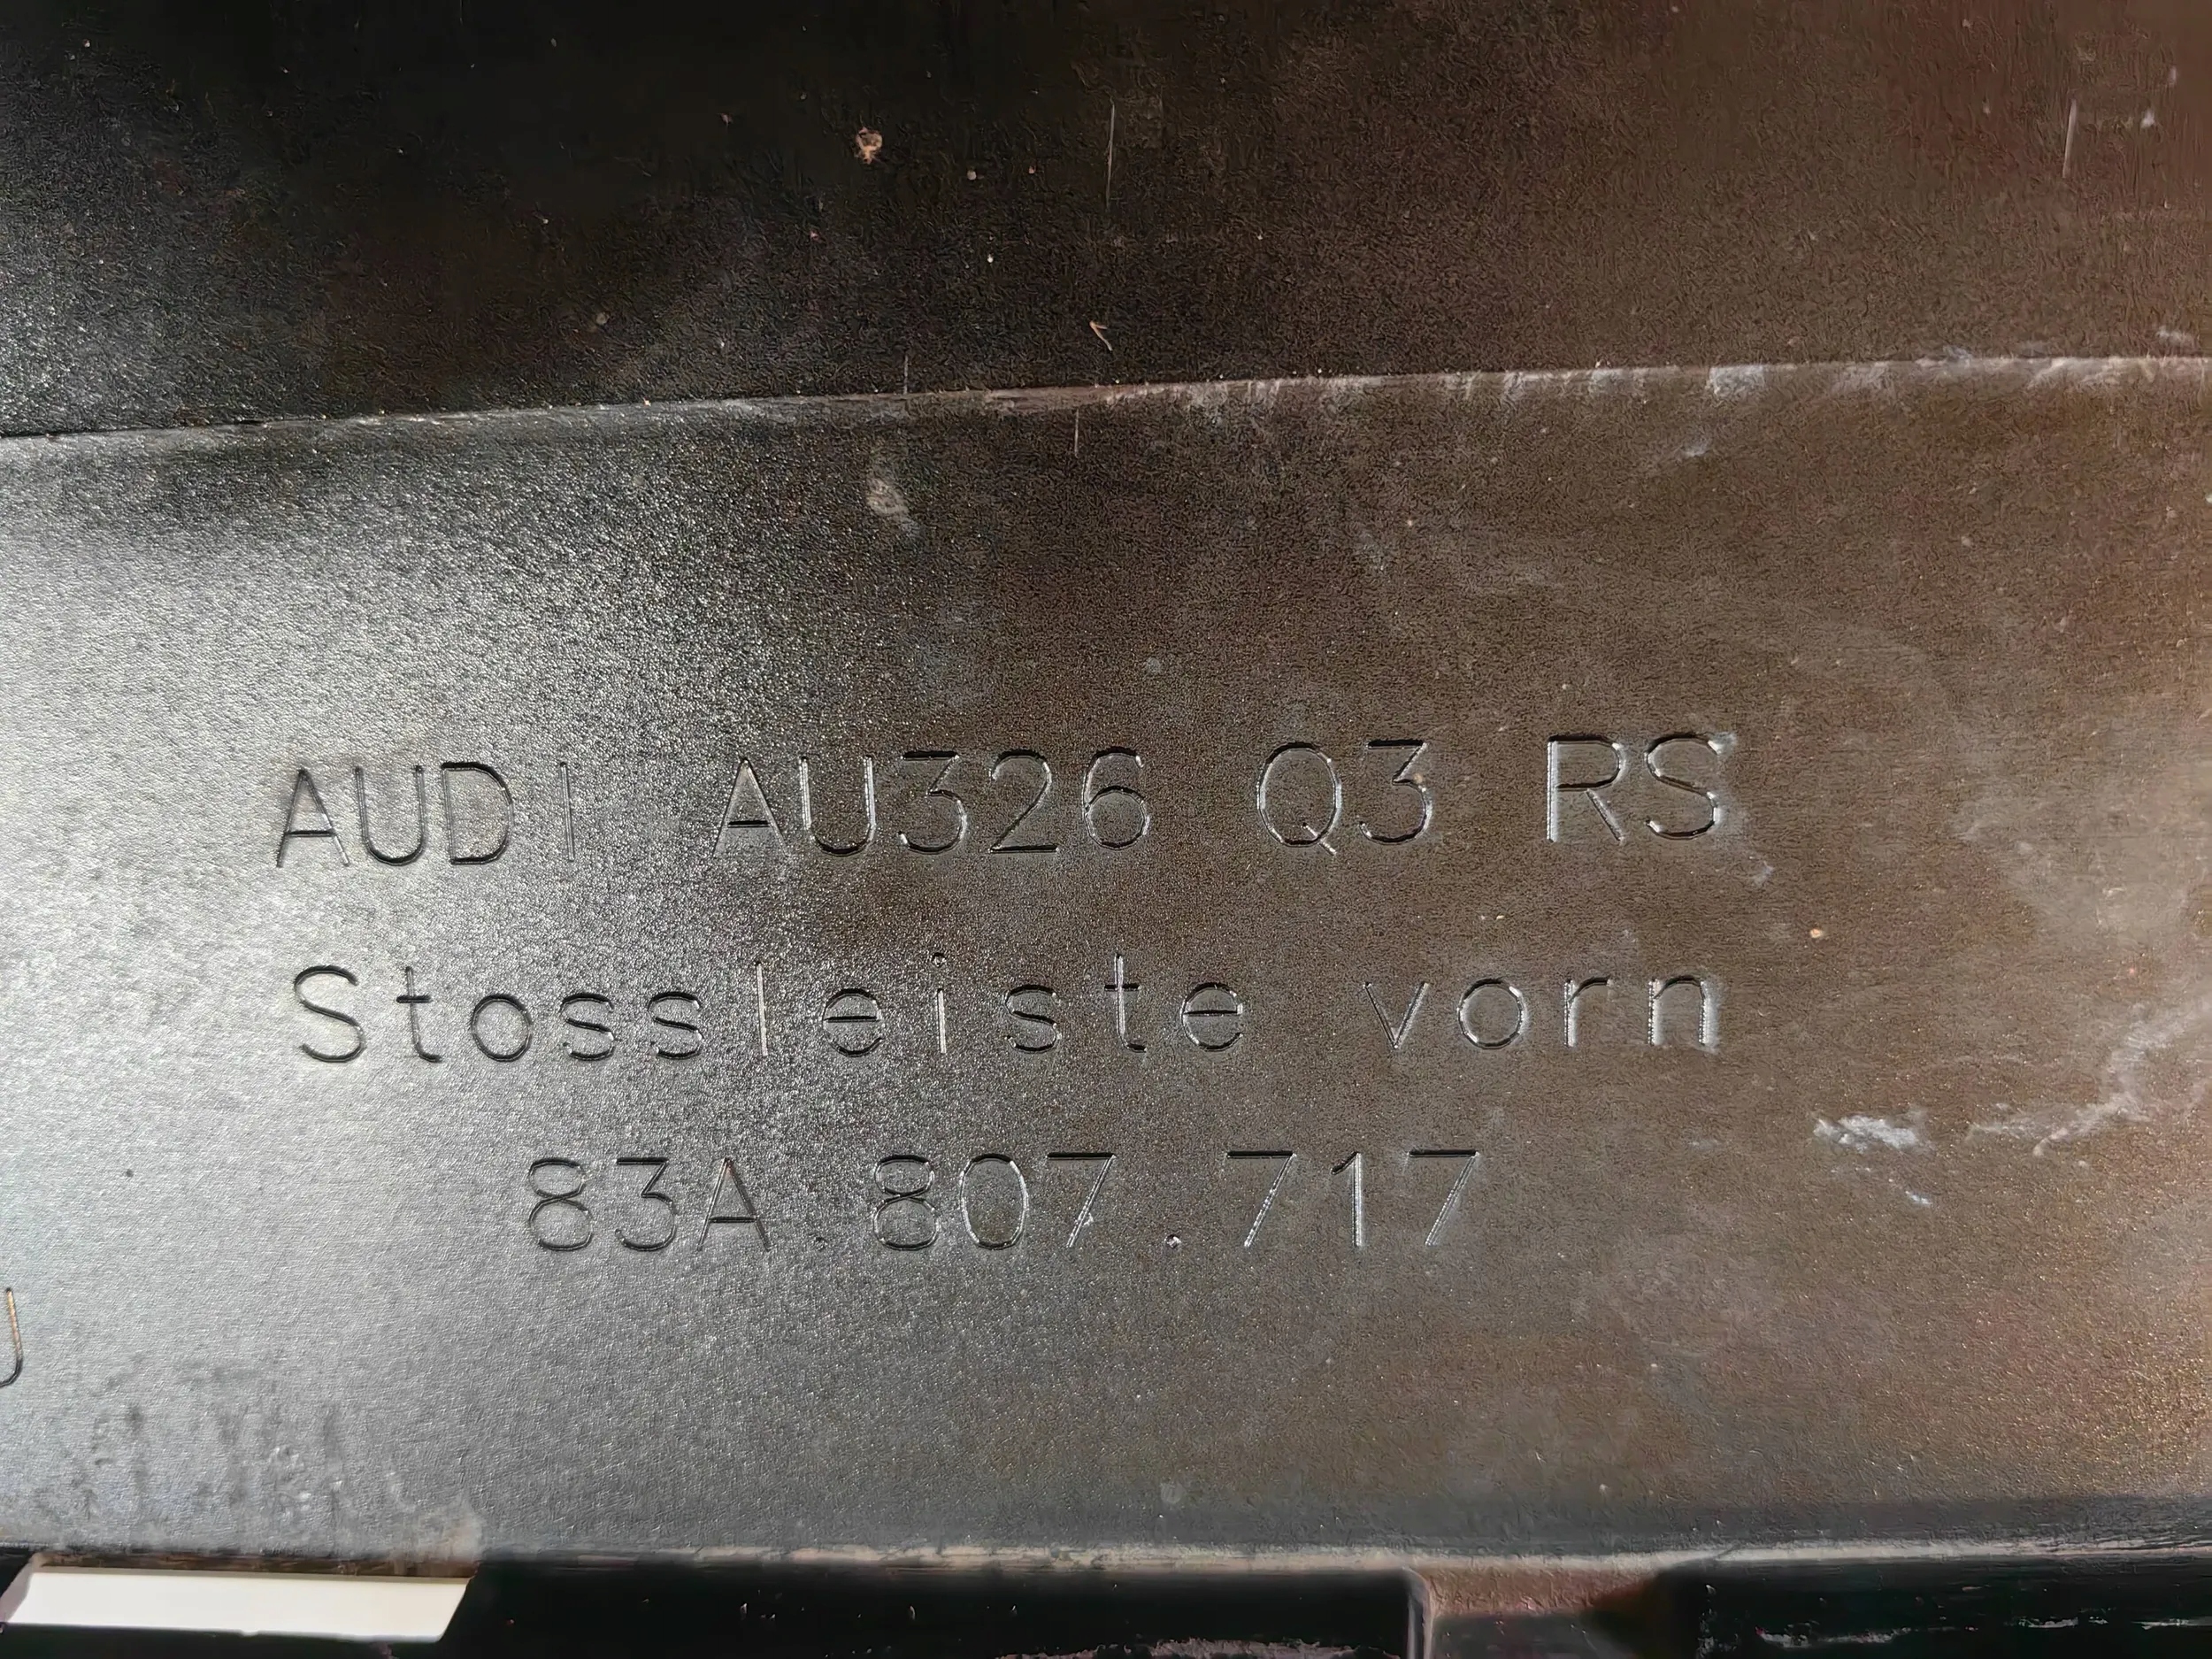 AUDI AU326 Q3 RS
Stossleiste vorn
83A.807.717